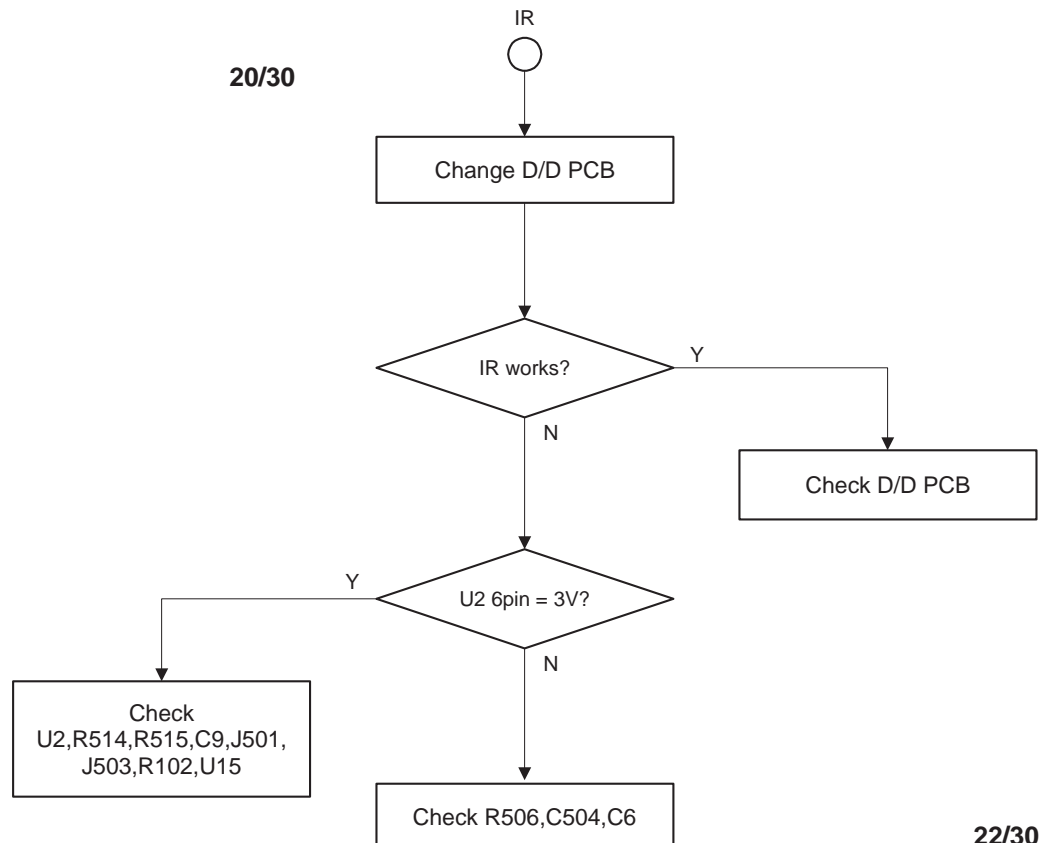 IR
20/30
Change D/D PCB
IR works?
Y
N
Check D/D PCB
Y
U2 6pin = 3V?
N
Check
U2,R514,R515,C9,J501,
J503,R102,U15
Check R506,C504,C6
22/30